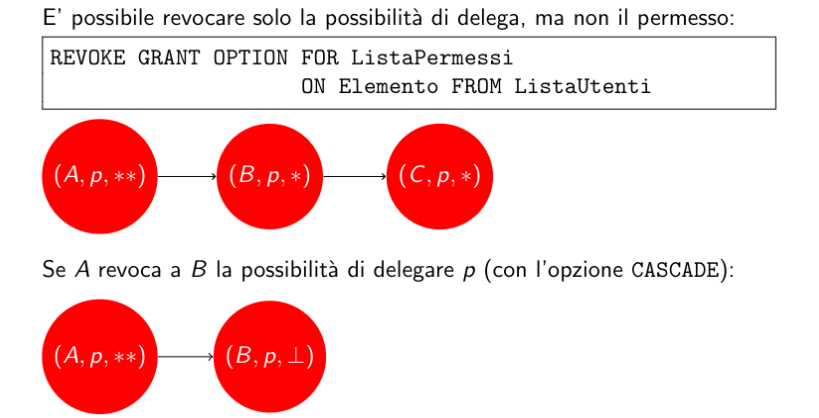 E' possibile revocare solo la possibilità di delega, ma non il permesso:
REVOKE GRANT OPTION FOR ListaPermessi
ON Elemento FROM ListaUtenti
(A, p, **) (B, p, *) (C, p, *)
Se A revoca a B la possibilità di delegare p (con l'opzione CASCADE):
(A, p, **) (B, p, ⊥)